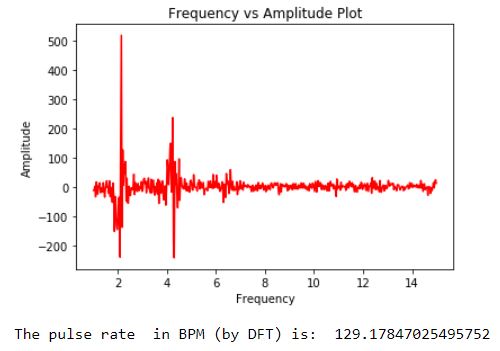 Frequency vs Amplitude Plot
500
400
300
200
100
0
−100
−200
Amplitude
2 4 6 8 10 12 14
Frequency
The pulse rate in BPM (by DFT) is: 129.17847025495752